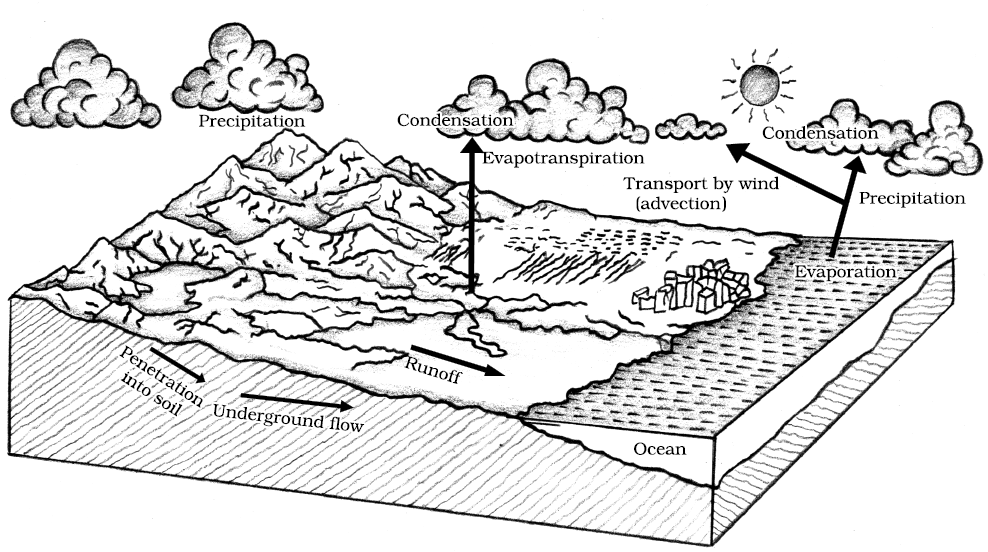 Precipitation
Condensation
Condensation
Evapotranspiration
Transport by wind
(advection)
Precipitation
Evaporation
Penetration
into soil
Underground flow
Runoff
Ocean